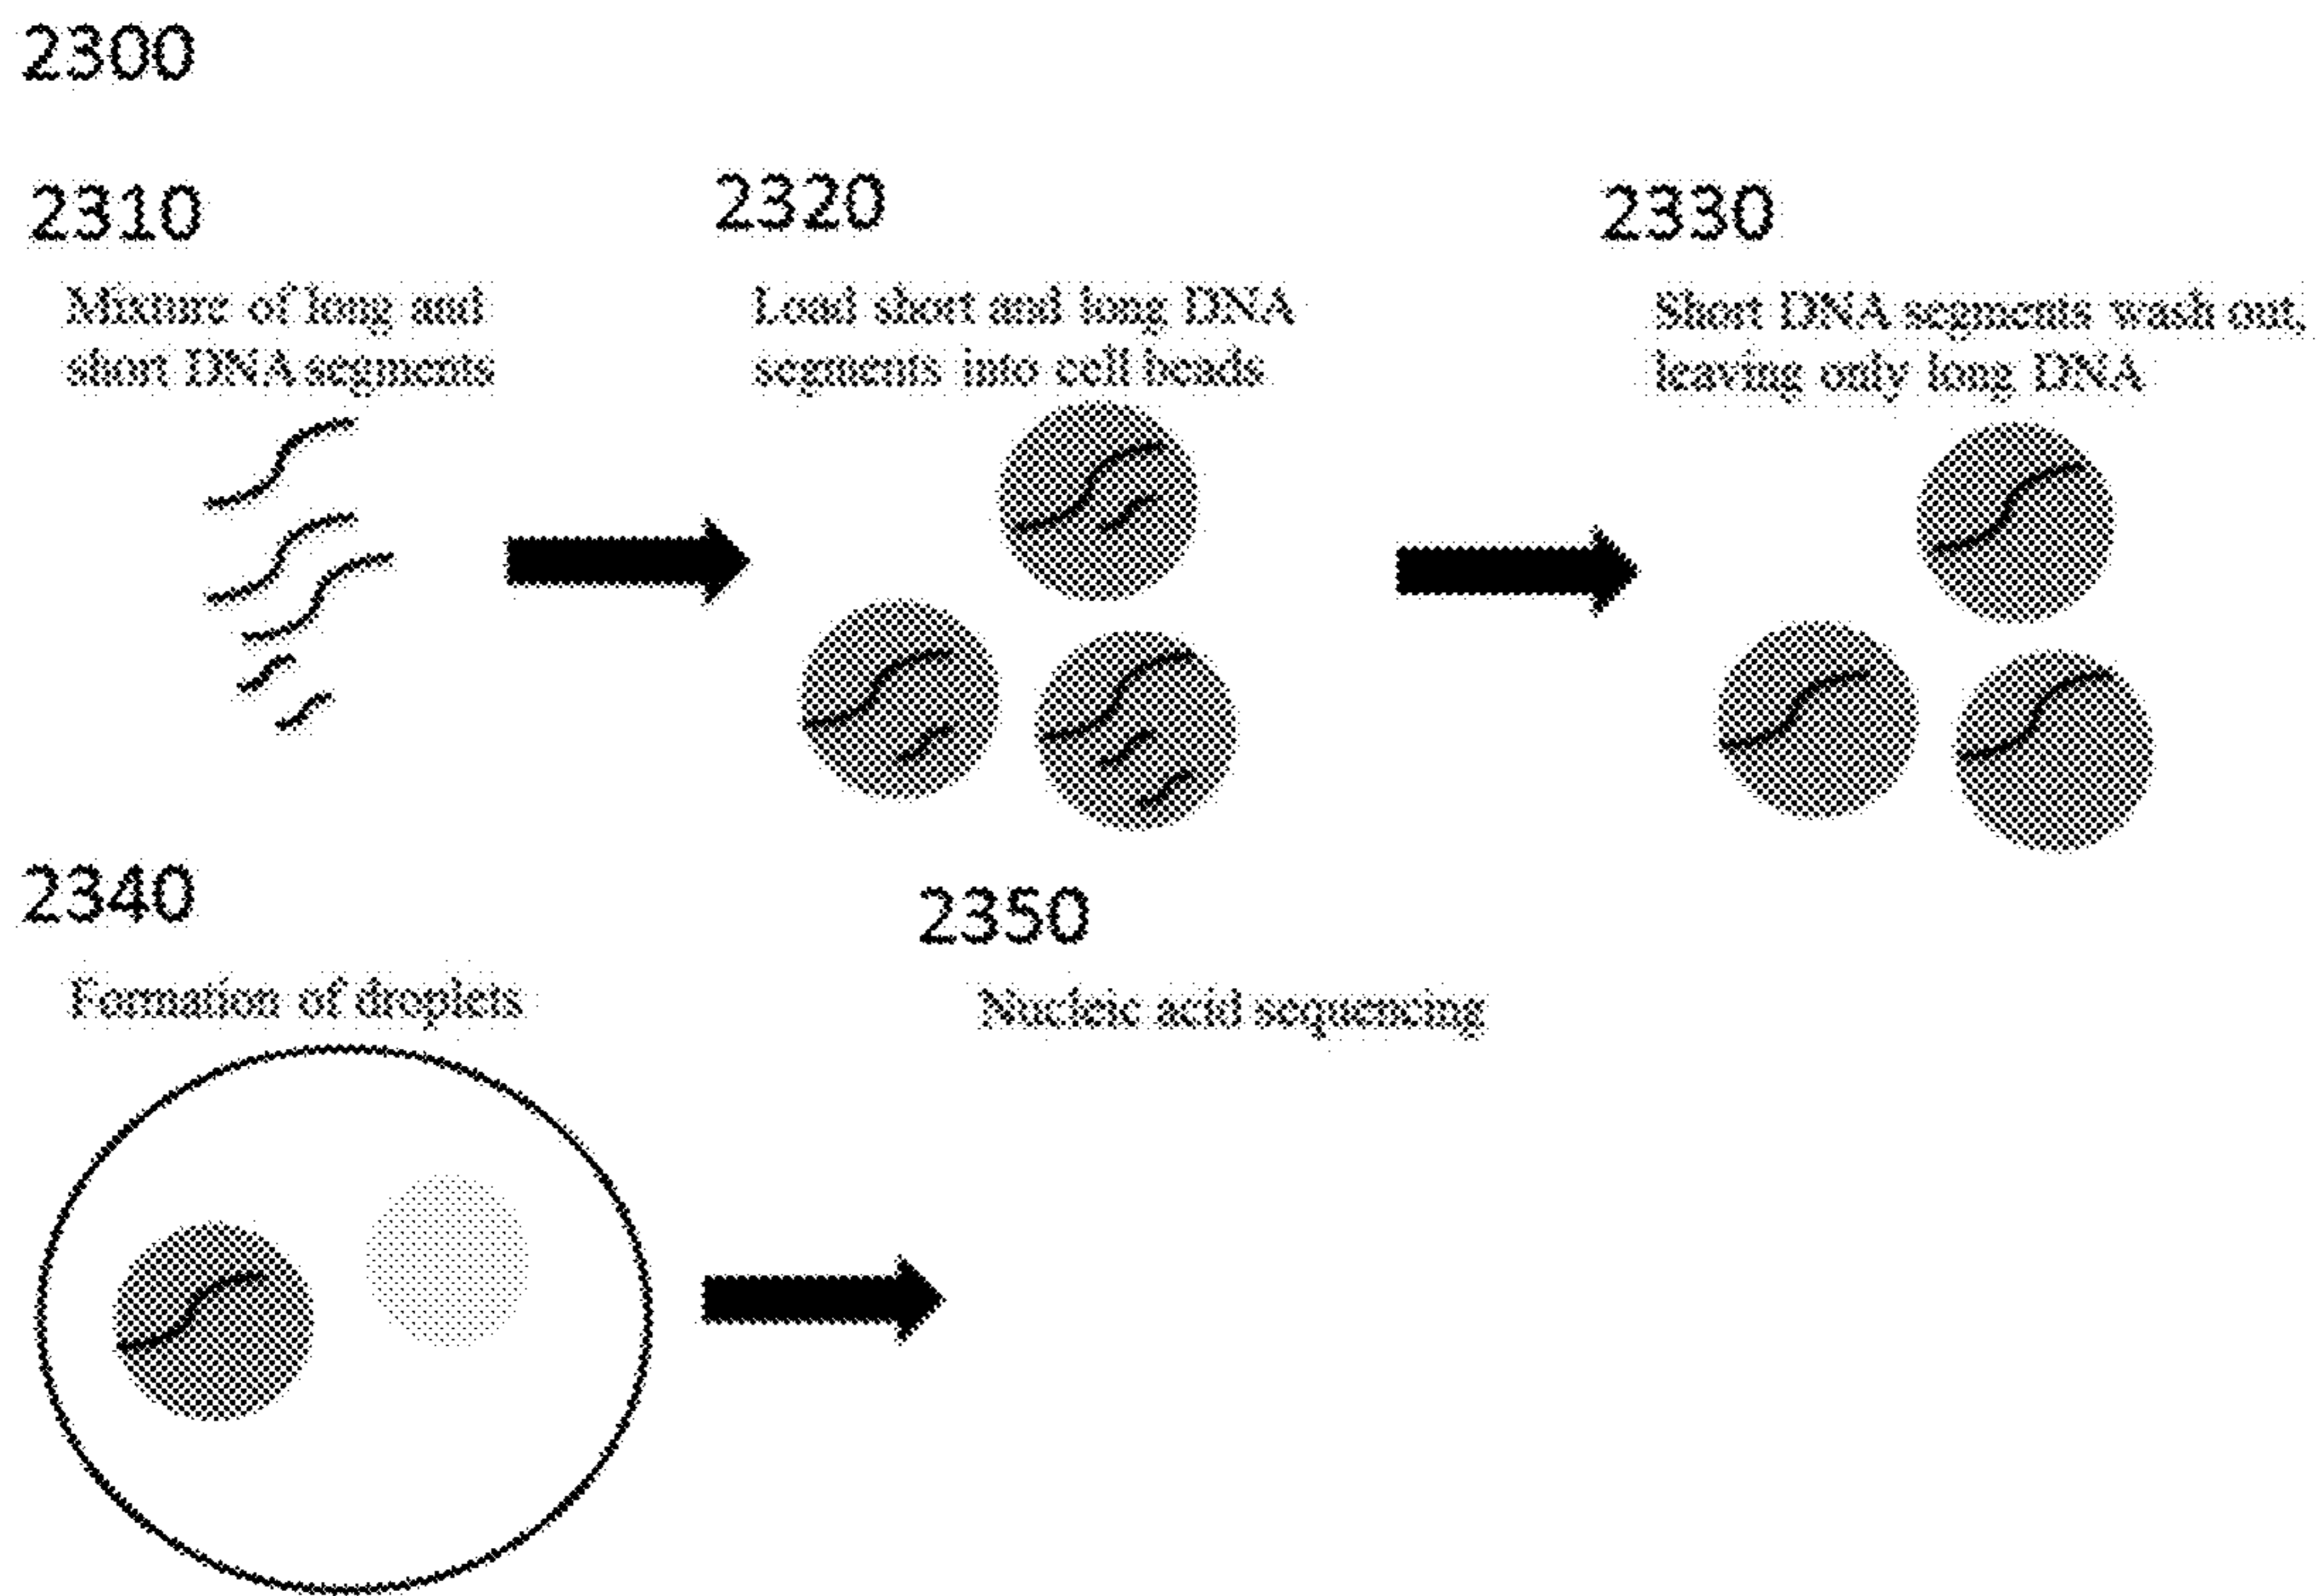 2300
2310
Mixture of long and
short DNA segments
2320
Load short and long DNA
segments into cell beads
2330
Short DNA segments wash out,
leaving only long DNA
2340
Formation of droplets
2350
Nucleic acid sequencing